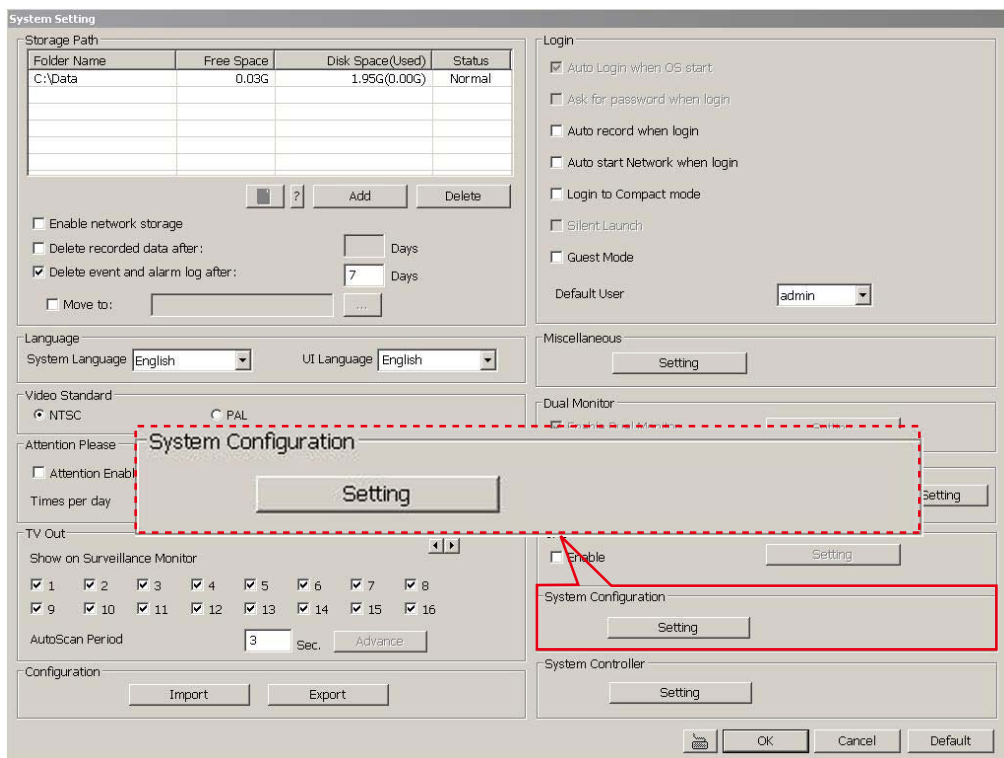 System Setting
Storage Path
Folder Name Free Space Disk Space(Used) Status
C:\Data 0.03G 1.95G(0.00G) Normal
? Add Delete
Enable network storage
Delete recorded data after: Days
Delete event and alarm log after: 7 Days
Move to: ...
Language
System Language English UI Language English
Video Standard
NTSC PAL
Attention Please
Attention Enabl
Times per day
TV Out
Show on Surveillance Monitor
1 2 3 4 5 6 7 8
9 10 11 12 13 14 15 16
AutoScan Period 3 Sec. Advance
Configuration
Import Export
Login
Auto Login when OS start
Ask for password when login
Auto record when login
Auto start Network when login
Login to Compact mode
Silent Launch
Guest Mode
Default User admin
Miscellaneous
Setting
Dual Monitor
System Configuration
Setting
Setting
Enable Setting
System Configuration
Setting
System Controller
Setting
OK Cancel Default